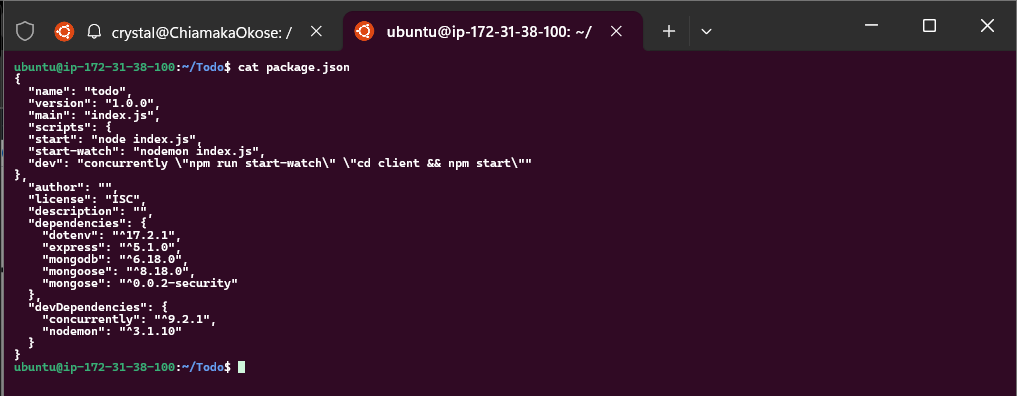 crystal@ChiamakaOkose: /
ubuntu@ip-172-31-38-100: ~/
ubuntu@ip-172-31-38-100:~/Todo$ cat package.json
{
  "name": "todo",
  "version": "1.0.0",
  "main": "index.js",
  "scripts": {
  "start": "node index.js",
  "start-watch": "nodemon index.js",
  "dev": "concurrently \"npm run start-watch\" \"cd client && npm start\""
},
  "author": "",
  "license": "ISC",
  "description": "",
  "dependencies": {
    "dotenv": "^17.2.1",
    "express": "^5.1.0",
    "mongodb": "^6.18.0",
    "mongoose": "^8.18.0",
    "mongose": "^0.0.2-security"
  },
  "devDependencies": {
    "concurrently": "^9.2.1",
    "nodemon": "^3.1.10"
  }
}
ubuntu@ip-172-31-38-100:~/Todo$